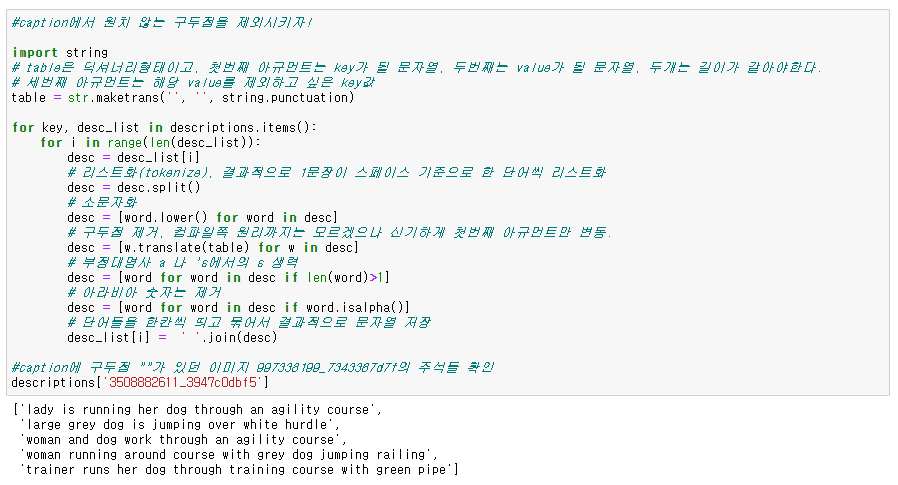 #caption에서 원치 않는 구두점을 제외시키자!
import string
# table은 딕셔너리형태이고, 첫번째 아규먼트는 key가 될 문자열, 두번째는 value가 될 문자열, 두개는 길이가 같아야한다.
# 세번째 아규먼트는 해당 value를 제외하고 싶은 key값
table = str.maketrans('', '', string.punctuation)
for key, desc_list in descriptions.items():
    for i in range(len(desc_list)):
        desc = desc_list[i]
        # 리스트화(tokenize), 결과적으로 1문장이 스페이스 기준으로 한 단어씩 리스트화
        desc = desc.split()
        # 소문자화
        desc = [word.lower() for word in desc]
        # 구두점 제거, 컴파일쪽 원리까지는 모르겠으나 신기하게 첫번째 아규먼트만 변동.
        desc = [w.translate(table) for w in desc]
        # 부정대명사 a 나 's에서의 s 생략
        desc = [word for word in desc if len(word)>1]
        # 아라비아 숫자는 제거
        desc = [word for word in desc if word.isalpha()]
        # 단어들을 한칸씩 띄고 묶어서 결과적으로 문자열 저장
        desc_list[i] =  ' '.join(desc)
#caption에 구두점 ""가 있던 이미지 997338199_7343367d7f의 주석들 확인
descriptions['3508882611_3947c0dbf5']
['lady is running her dog through an agility course',
 'large grey dog is jumping over white hurdle',
 'woman and dog work through an agility course',
 'woman running around course with grey dog jumping railing',
 'trainer runs her dog through training course with green pipe']